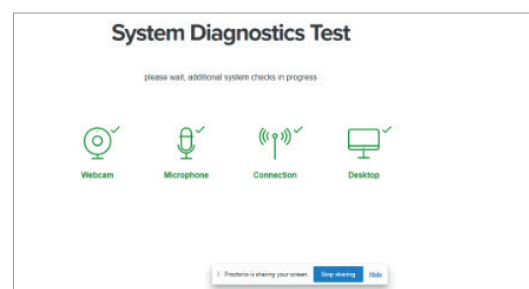 System Diagnostics Test
please wait, additional system checks in progress
Webcam Microphone Connection Desktop
Proctorio is sharing your screen. Stop sharing Hide